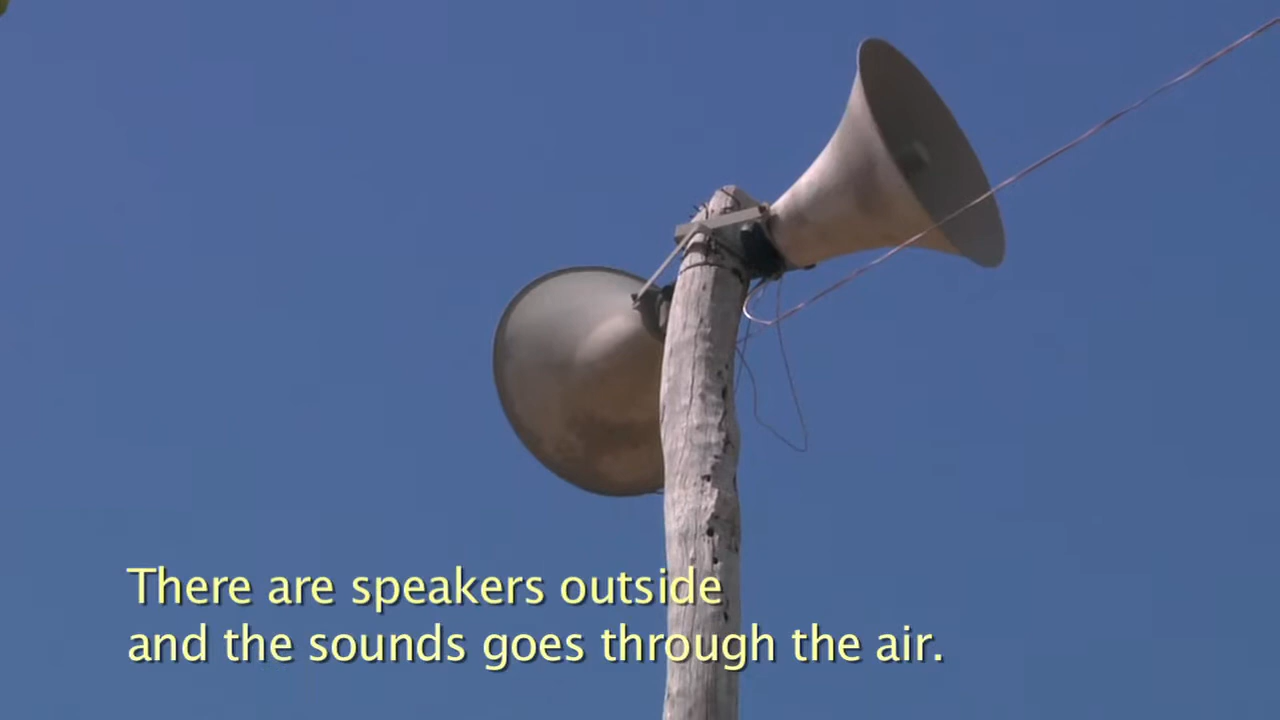 There are speakers outside
and the sounds goes through the air.